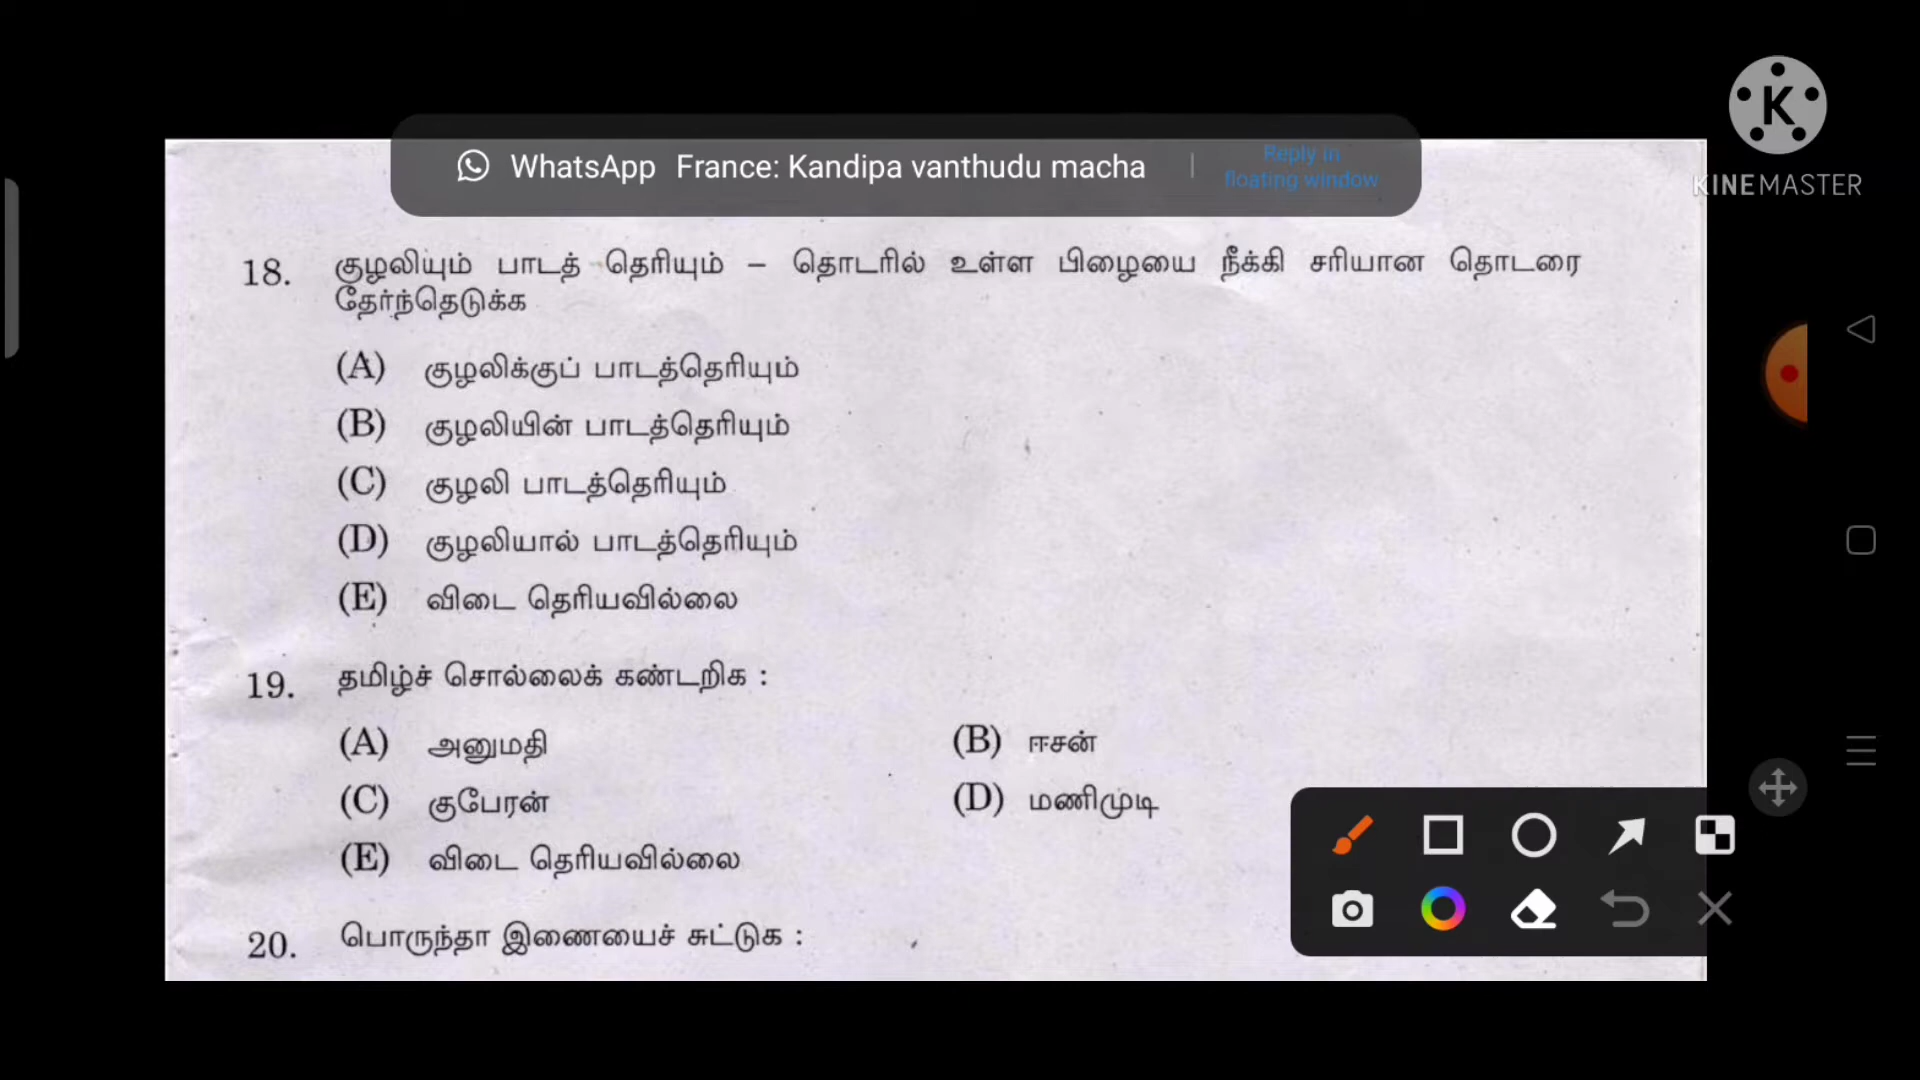 WhatsApp France: Kandipa vanthudu macha
Reply in
floating window
KINEMASTER
18. குழலியும் பாடத் தெரியும் – தொடரில் உள்ள பிழையை நீக்கி சரியான தொடரை
தேர்ந்தெடுக்க
(A) குழலிக்குப் பாடத்தெரியும்
(B) குழலியின் பாடத்தெரியும்
(C) குழலி பாடத்தெரியும்
(D) குழலியால் பாடத்தெரியும்
(E) விடை தெரியவில்லை
19. தமிழ்ச் சொல்லைக் கண்டறிக :
(A) அனுமதி (B) ஈசன்
(C) குபேரன் (D) மணிமுடி
(E) விடை தெரியவில்லை
20. பொருந்தா இணையைச் சுட்டுக :